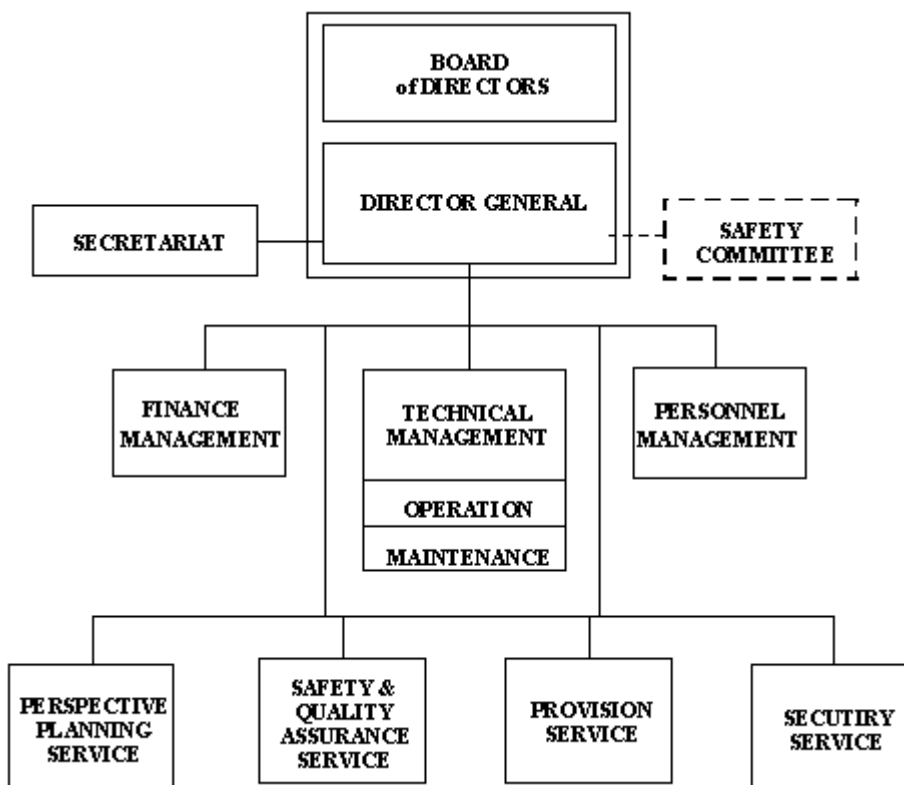 BOARD
of DIRECTORS
DIRECTOR GENERAL
SECRETARIAT
SAFETY
COMMITTEE
FINANCE
MANAGEMENT
TECHNICAL
MANAGEMENT
OPERATION
MAINTENANCE
PERSONNEL
MANAGEMENT
PERSPECTIVE
PLANNING
SERVICE
SAFETY &
QUALITY
ASSURANCE
SERVICE
PROVISION
SERVICE
SECUTIRY
SERVICE